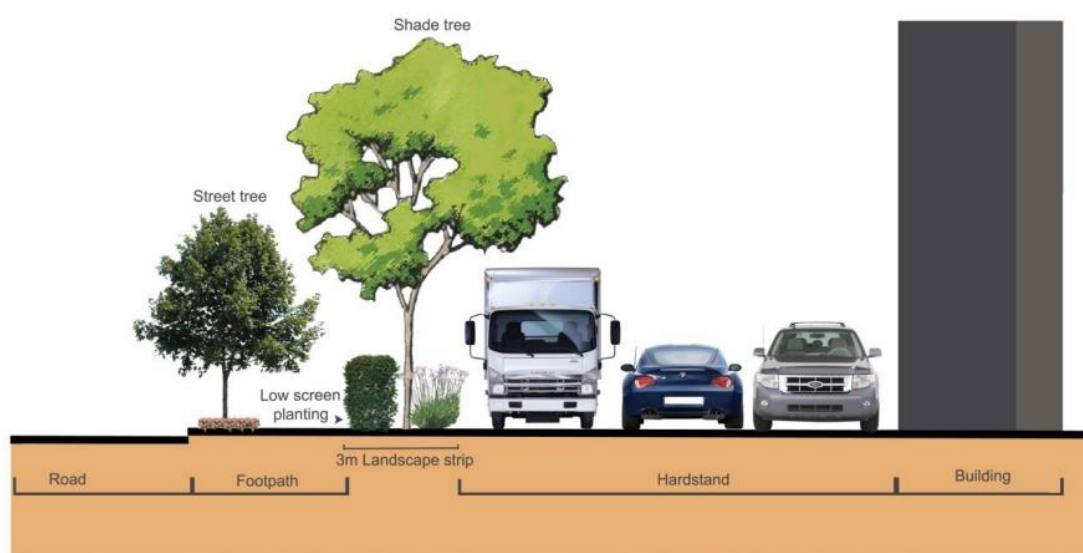 Shade tree
Street tree
Low screen
planting
3m Landscape strip
Road
Footpath
Hardstand
Building